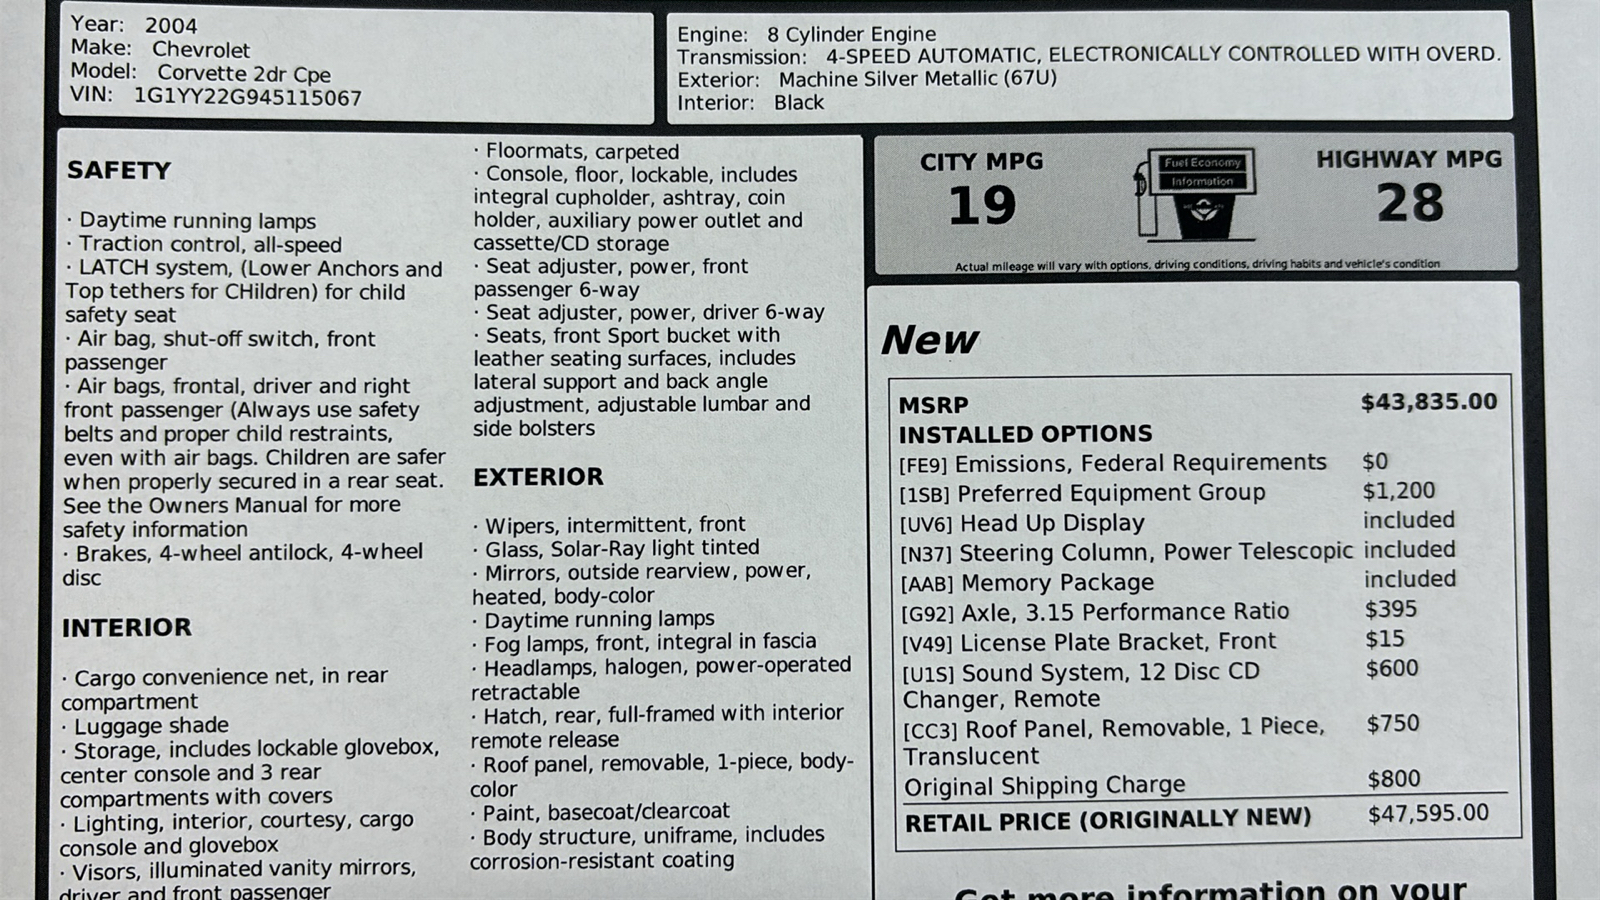 Year: 2004
Make: Chevrolet
Model: Corvette 2dr Cpe
VIN: 1G1YY22G945115067
Engine: 8 Cylinder Engine
Transmission: 4-SPEED AUTOMATIC, ELECTRONICALLY CONTROLLED WITH OVERD.
Exterior: Machine Silver Metallic (67U)
Interior: Black
SAFETY
· Daytime running lamps
· Traction control, all-speed
· LATCH system, (Lower Anchors and
Top tethers for CHildren) for child
safety seat
· Air bag, shut-off switch, front
passenger
· Air bags, frontal, driver and right
front passenger (Always use safety
belts and proper child restraints,
even with air bags. Children are safer
when properly secured in a rear seat.
See the Owners Manual for more
safety information
· Brakes, 4-wheel antilock, 4-wheel
disc
INTERIOR
· Cargo convenience net, in rear
compartment
· Luggage shade
· Storage, includes lockable glovebox,
center console and 3 rear
compartments with covers
· Lighting, interior, courtesy, cargo
console and glovebox
· Visors, illuminated vanity mirrors,
driver and front passenger
· Floormats, carpeted
· Console, floor, lockable, includes
integral cupholder, ashtray, coin
holder, auxiliary power outlet and
cassette/CD storage
· Seat adjuster, power, front
passenger 6-way
· Seat adjuster, power, driver 6-way
· Seats, front Sport bucket with
leather seating surfaces, includes
lateral support and back angle
adjustment, adjustable lumbar and
side bolsters
EXTERIOR
· Wipers, intermittent, front
· Glass, Solar-Ray light tinted
· Mirrors, outside rearview, power,
heated, body-color
· Daytime running lamps
· Fog lamps, front, integral in fascia
· Headlamps, halogen, power-operated
retractable
· Hatch, rear, full-framed with interior
remote release
· Roof panel, removable, 1-piece, body-
color
· Paint, basecoat/clearcoat
· Body structure, uniframe, includes
corrosion-resistant coating
CITY MPG
19
Fuel Economy
Information
HIGHWAY MPG
28
Actual mileage will vary with options, driving conditions, driving habits and vehicle's condition
New
MSRP $43,835.00
INSTALLED OPTIONS
[FE9] Emissions, Federal Requirements $0
[1SB] Preferred Equipment Group $1,200
[UV6] Head Up Display included
[N37] Steering Column, Power Telescopic included
[AAB] Memory Package included
[G92] Axle, 3.15 Performance Ratio $395
[V49] License Plate Bracket, Front $15
[U1S] Sound System, 12 Disc CD $600
Changer, Remote
[CC3] Roof Panel, Removable, 1 Piece, $750
Translucent
Original Shipping Charge $800
RETAIL PRICE (ORIGINALLY NEW) $47,595.00
Get more information on your